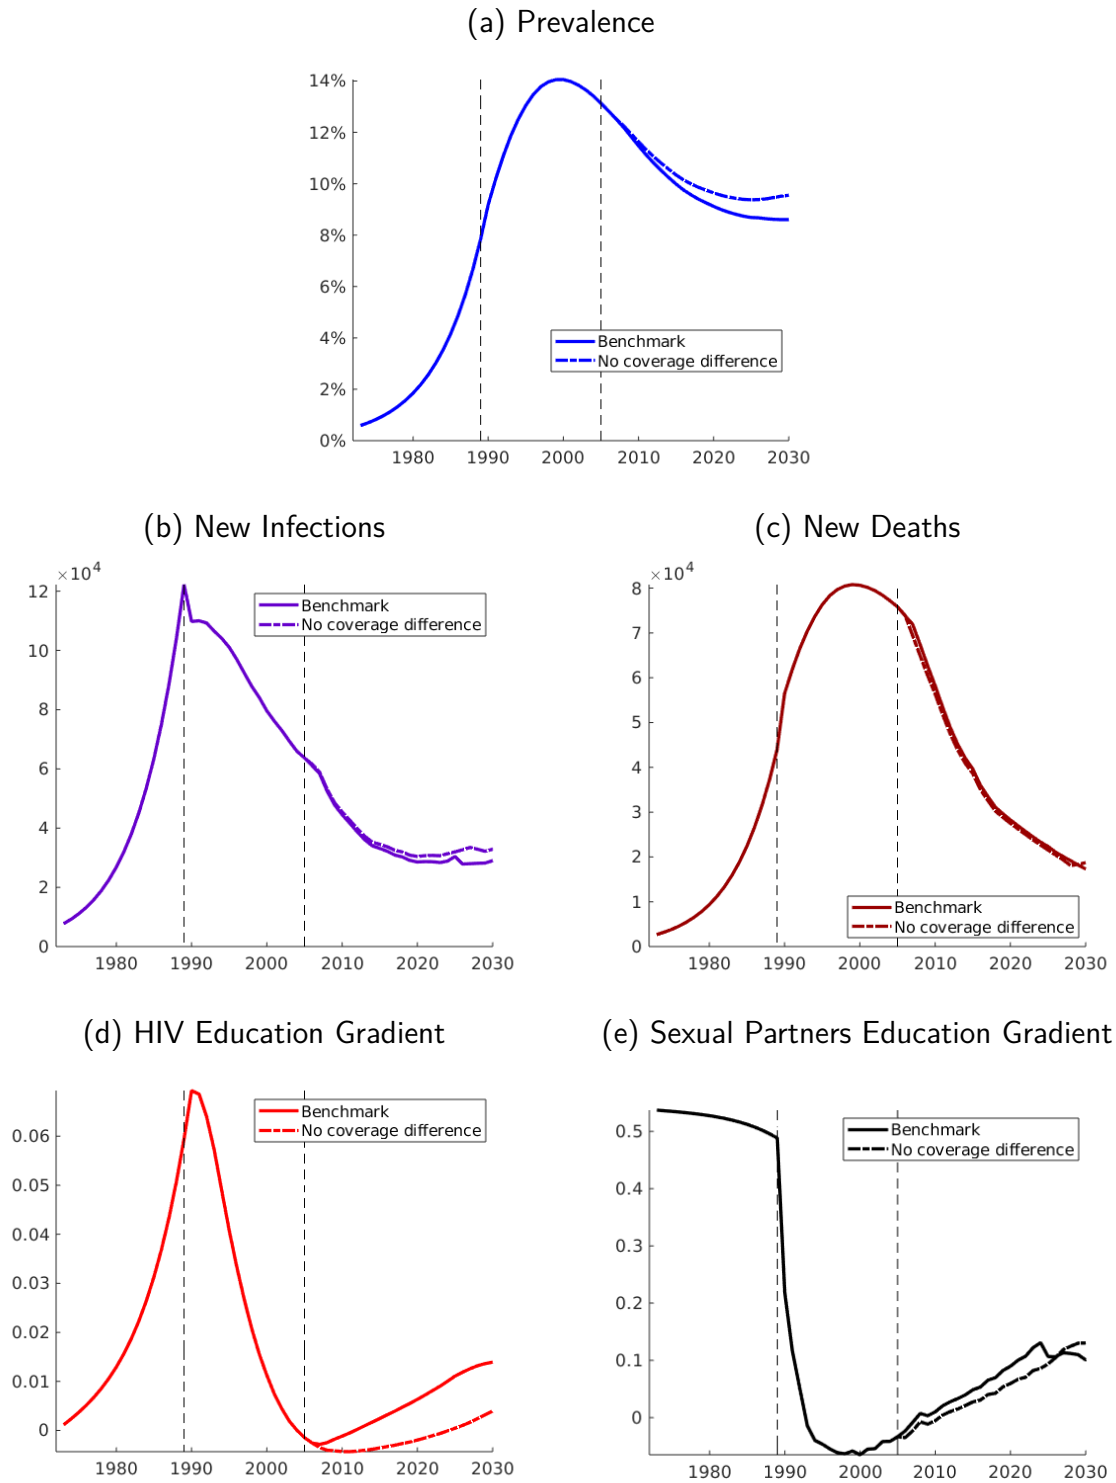 (a) Prevalence
14%
12%
10%
8%
6%
4%
2%
0%
Benchmark
No coverage difference
1980 1990 2000 2010 2020 2030
(b) New Infections
×10⁴
12
10
8
6
4
2
0
Benchmark
No coverage difference
1980 1990 2000 2010 2020 2030
(c) New Deaths
×10⁴
8
7
6
5
4
3
2
1
0
Benchmark
No coverage difference
1980 1990 2000 2010 2020 2030
(d) HIV Education Gradient
Benchmark
No coverage difference
0.06
0.05
0.04
0.03
0.02
0.01
0
1980 1990 2000 2010 2020 2030
(e) Sexual Partners Education Gradient
Benchmark
No coverage difference
0.5
0.4
0.3
0.2
0.1
0
1980 1990 2000 2010 2020 2030